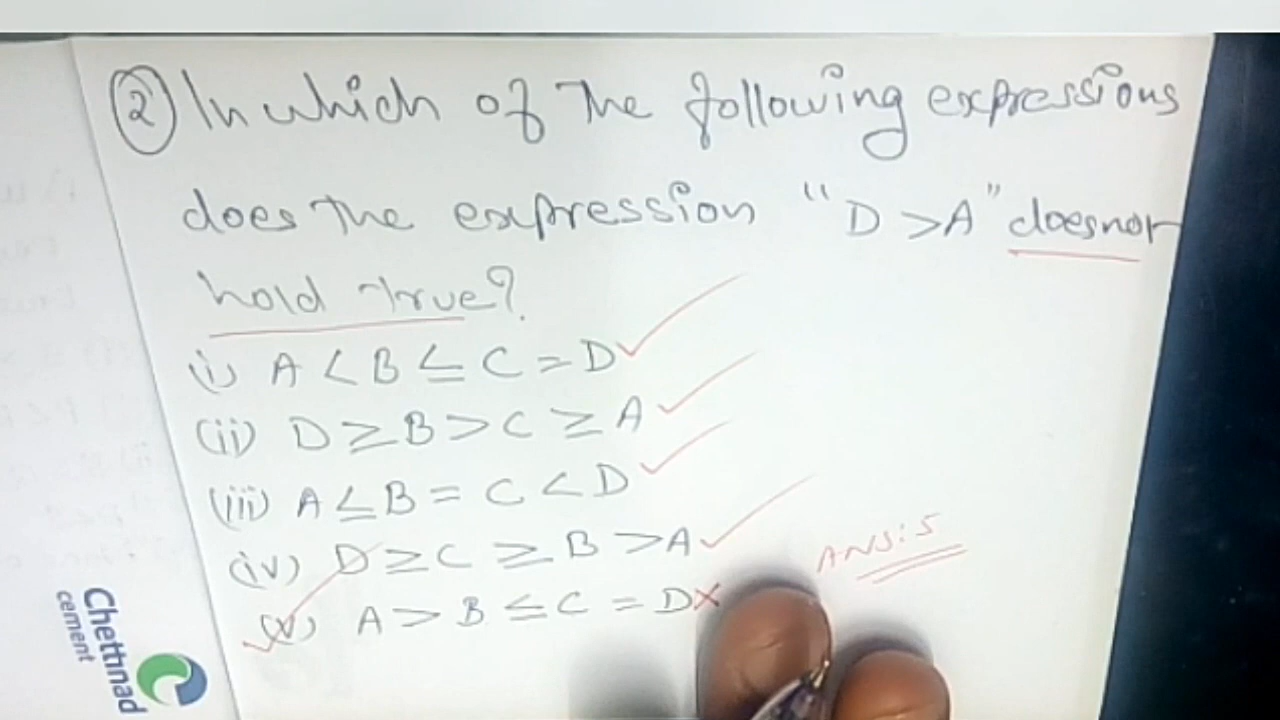 ② In which of The following expressions
does the expression "D > A" doesnot
hold true?
(i) A < B ≤ C = D ✓
(ii) D ≥ B > C ≥ A ✓
(iii) A ≤ B = C < D ✓
(iv) D ≥ C ≥ B > A ✓
(v) A > B ≤ C = D ×
ANS: 5
Chettinad
cement